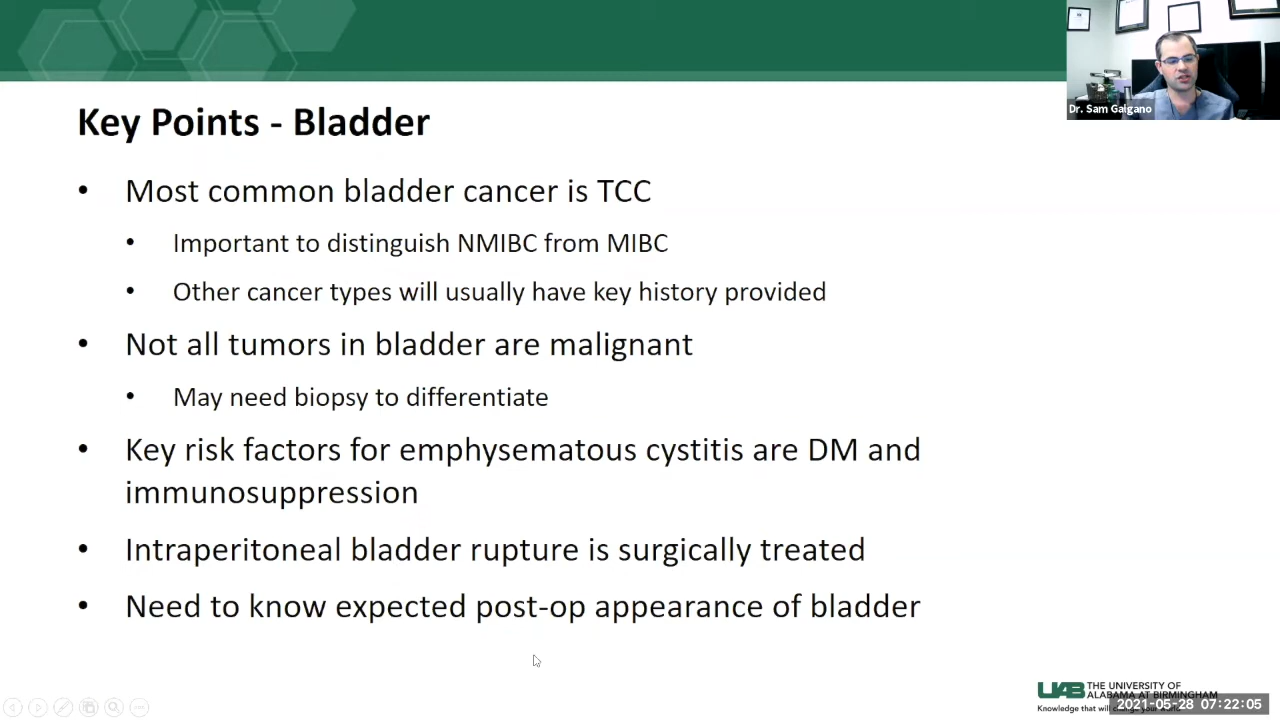 Dr. Sam Galgano
Key Points - Bladder
• Most common bladder cancer is TCC
• Important to distinguish NMIBC from MIBC
• Other cancer types will usually have key history provided
• Not all tumors in bladder are malignant
• May need biopsy to differentiate
• Key risk factors for emphysematous cystitis are DM and
immunosuppression
• Intraperitoneal bladder rupture is surgically treated
• Need to know expected post-op appearance of bladder
UAB THE UNIVERSITY OF
ALABAMA AT BIRMINGHAM
Knowledge that will change your world
2021-05-28 07:22:05